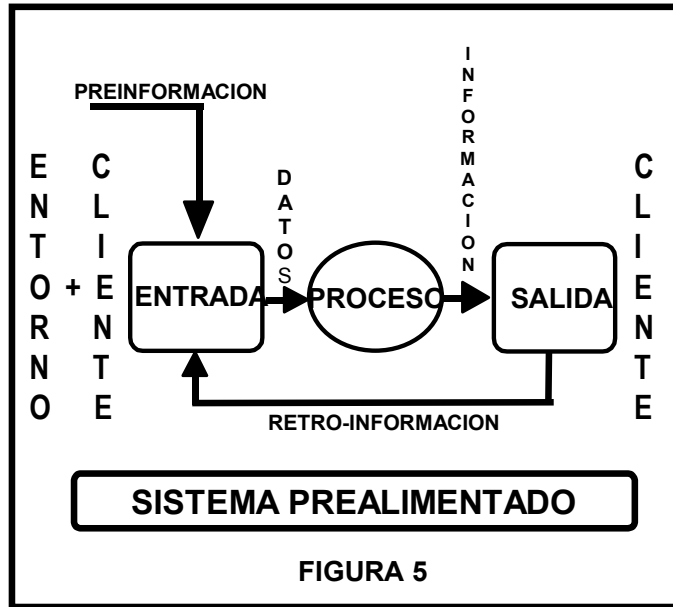 PREINFORMACION
ENTORNO
+
CLIENTE
ENTRADA
DATOS
PROCESO
INFORMACION
SALIDA
CLIENTE
RETRO-INFORMACION
SISTEMA PREALIMENTADO
FIGURA 5